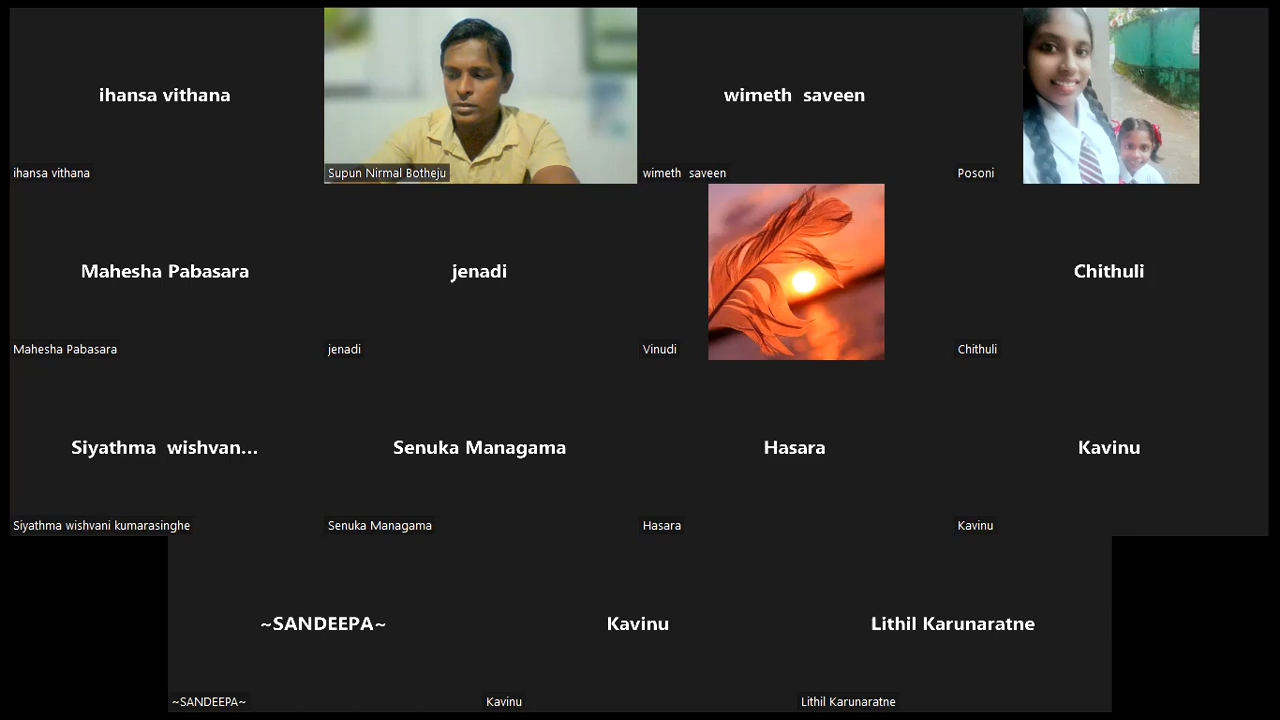 ihansa vithana
ihansa vithana
Supun Nirmal Botheju
wimeth  saveen
wimeth  saveen
Posoni
Mahesha Pabasara
Mahesha Pabasara
jenadi
jenadi
Vinudi
Chithuli
Chithuli
Siyathma  wishvan...
Siyathma wishvani kumarasinghe
Senuka Managama
Senuka Managama
Hasara
Hasara
Kavinu
Kavinu
~SANDEEPA~
~SANDEEPA~
Kavinu
Kavinu
Lithil Karunaratne
Lithil Karunaratne